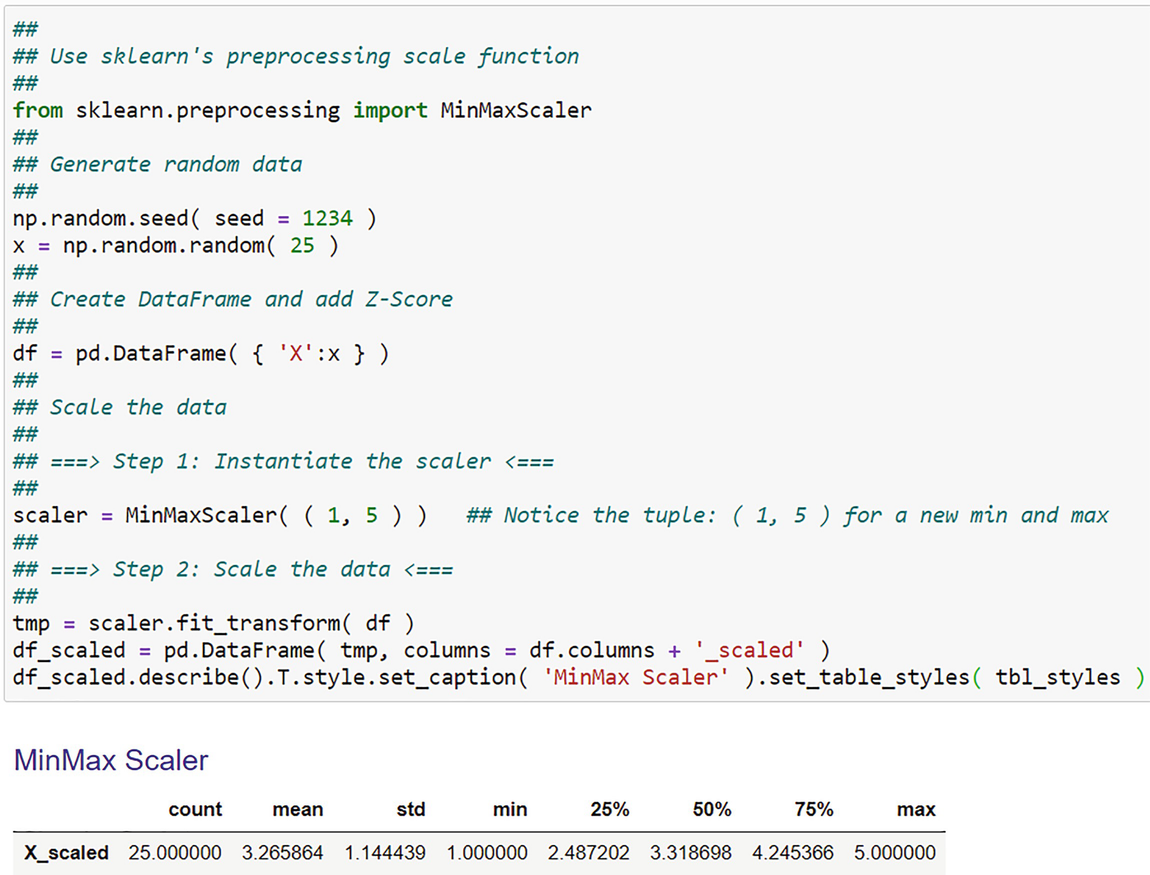 ##
## Use sklearn's preprocessing scale function
##
from sklearn.preprocessing import MinMaxScaler
##
## Generate random data
##
np.random.seed( seed = 1234 )
x = np.random.random( 25 )
##
## Create DataFrame and add Z-Score
##
df = pd.DataFrame( { 'X':x } )
##
## Scale the data
##
## ===> Step 1: Instantiate the scaler <===
##
scaler = MinMaxScaler( ( 1, 5 ) )   ## Notice the tuple: ( 1, 5 ) for a new min and max
##
## ===> Step 2: Scale the data <===
##
tmp = scaler.fit_transform( df )
df_scaled = pd.DataFrame( tmp, columns = df.columns + '_scaled' )
df_scaled.describe().T.style.set_caption( 'MinMax Scaler' ).set_table_styles( tbl_styles )
MinMax Scaler
count mean std min 25% 50% 75% max
X_scaled 25.000000 3.265864 1.144439 1.000000 2.487202 3.318698 4.245366 5.000000